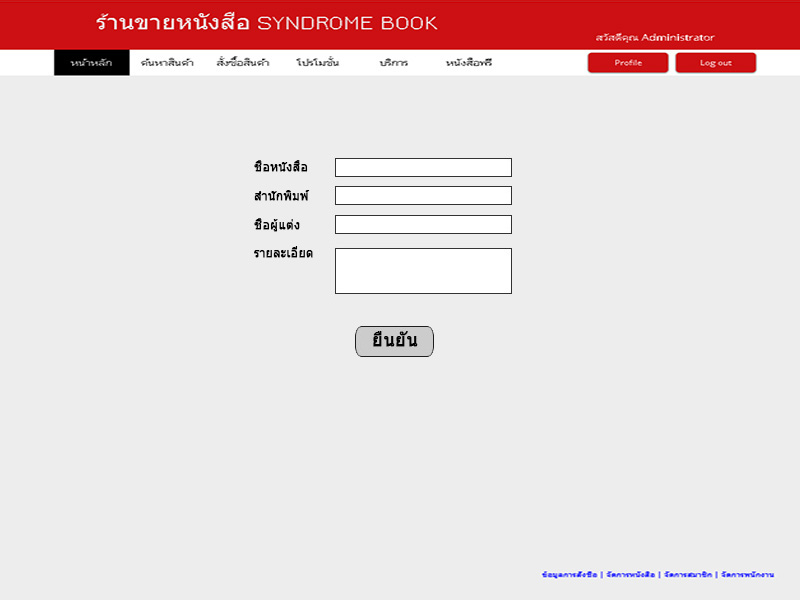 ร้านขายหนังสือ SYNDROME BOOK
สวัสดีคุณ Administrator
หน้าหลัก ค้นหาสินค้า สั่งซื้อสินค้า โปรโมชั่น บริการ หนังสือฟรี Profile Log out
ชื่อหนังสือ
สำนักพิมพ์
ชื่อผู้แต่ง
รายละเอียด
ยืนยัน
ข้อมูลการสั่งซื้อ | จัดการหนังสือ | จัดการสมาชิก | จัดการพนักงาน